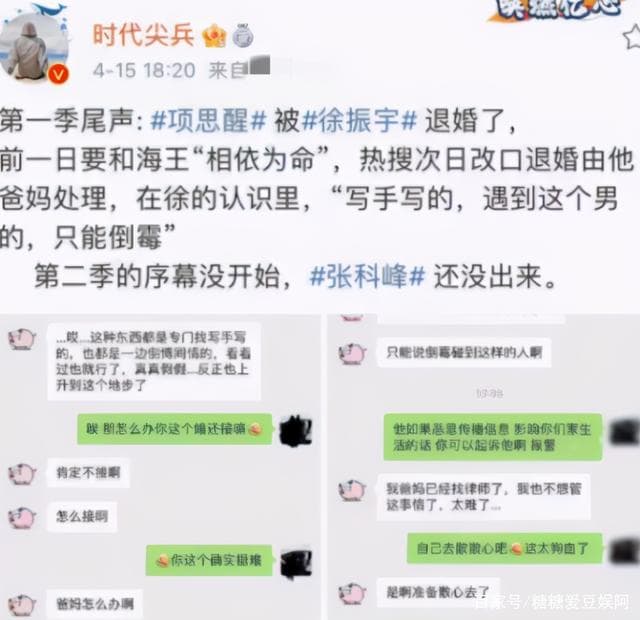 时代尖兵
4-15 18:20 来自
第一季尾声: #项思醒# 被#徐振宇# 退婚了，
前一日要和海王“相依为命”，热搜次日改口退婚由他
爸妈处理，在徐的认识里，“写手写的，遇到这个男
的，只能倒霉”
第二季的序幕没开始，#张科峰# 还没出来。
...哎...这种东西都是专门找写手写
的，也都是一边倒博同情的，看看
过也就行了，真真假假...反正也上
升到这个地步了
怎么办你这个婚还接嘛
肯定不接啊
怎么接啊
你这个确实挺难
爸妈怎么办啊
只能说倒霉碰到这样的人啊
他如果恶意传播信息 影响你们家生
活的话 你可以起诉他啊 报警
我爸妈已经找律师了，我也不想管
这事情了，太难了...
自己去散散心吧 这太狗血了
是啊准备散心去了
百家号/糖糖爱豆娱阿